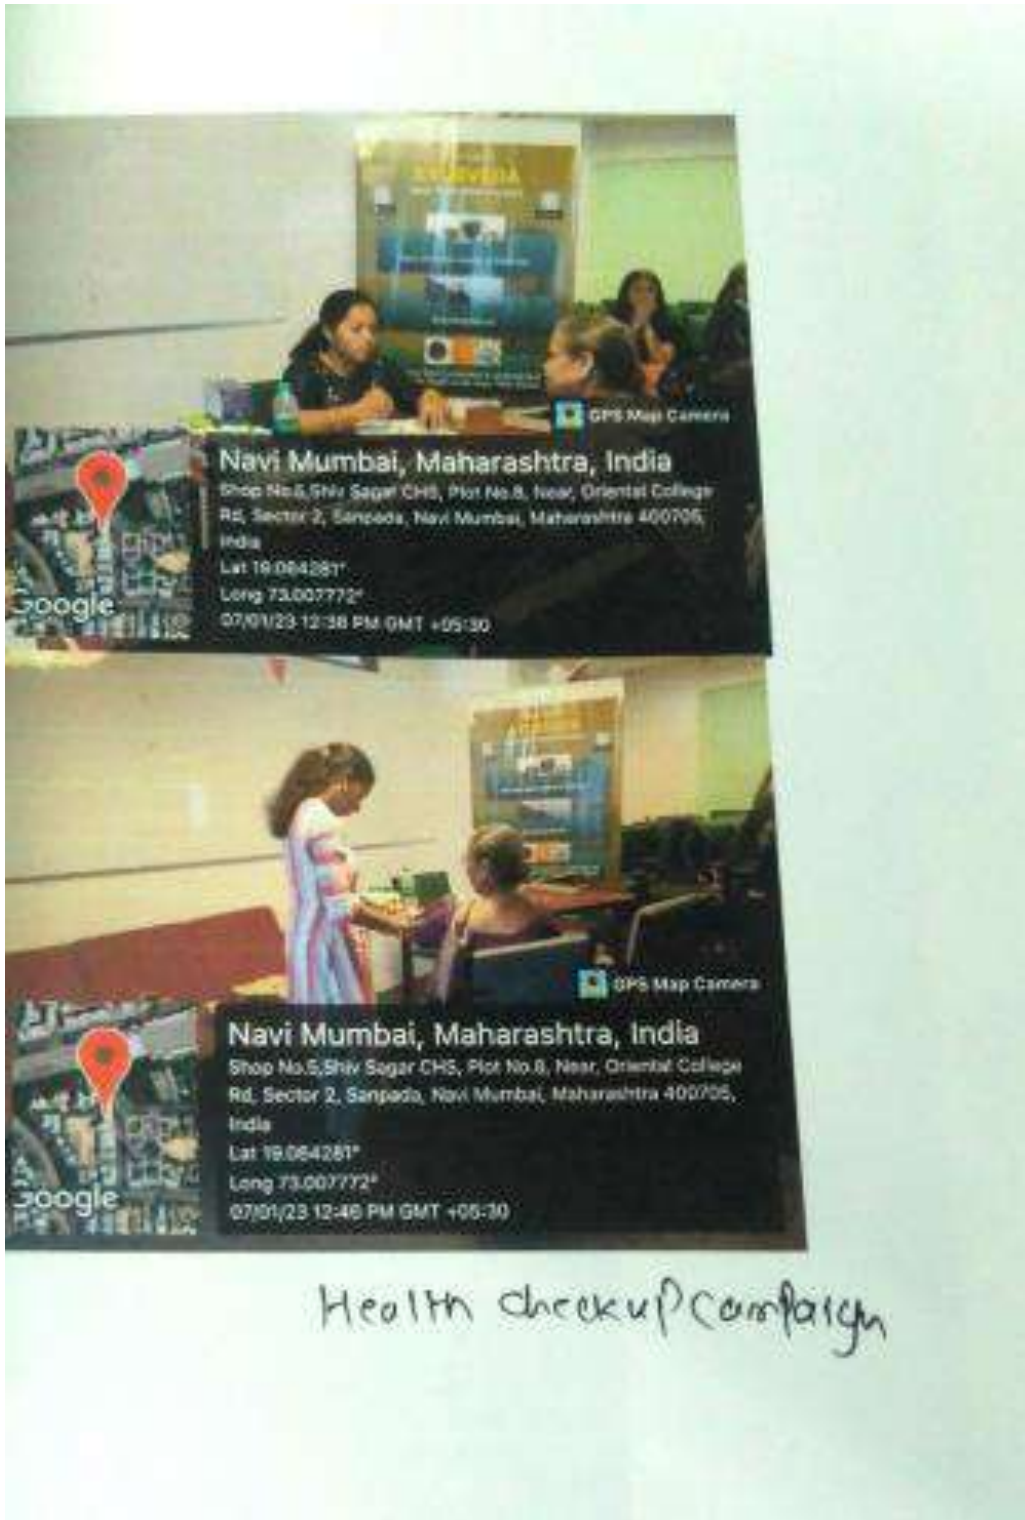 AYURVEDA
GPS Map Camera
Navi Mumbai, Maharashtra, India
Shop No.5,Shiv Sagar CHS, Plot No.8, Near, Oriental College
Rd, Sector 2, Sanpada, Navi Mumbai, Maharashtra 400705,
India
Lat 19.064281°
Long 73.007772°
07/01/23 12:38 PM GMT +05:30
Google
GPS Map Camera
Navi Mumbai, Maharashtra, India
Shop No.5,Shiv Sagar CHS, Plot No.8, Near, Oriental College
Rd, Sector 2, Sanpada, Navi Mumbai, Maharashtra 400705,
India
Lat 19.064281°
Long 73.007772°
07/01/23 12:46 PM GMT +05:30
Google
Health checkup campaign